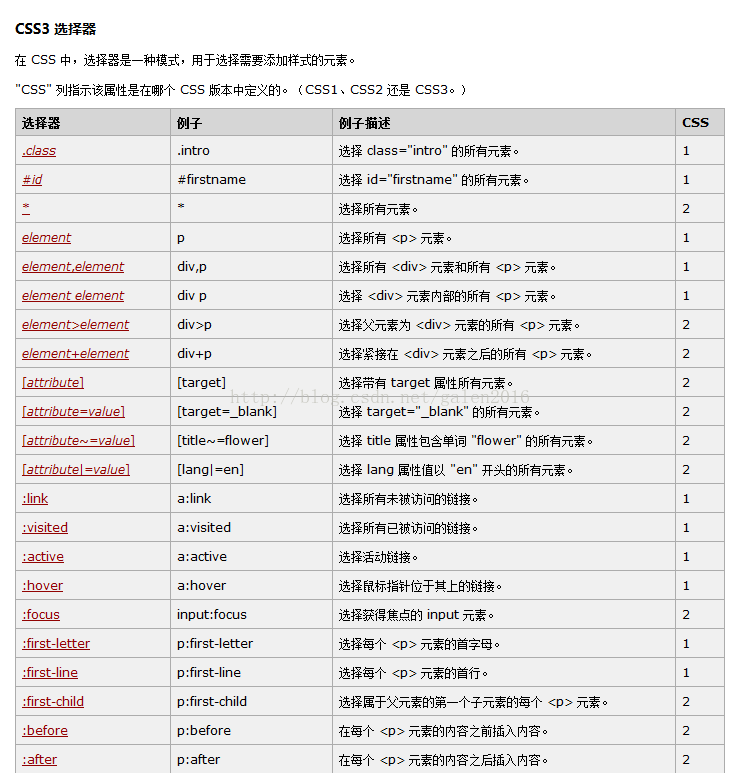 CSS3 选择器
在 CSS 中，选择器是一种模式，用于选择需要添加样式的元素。
"CSS" 列指示该属性是在哪个 CSS 版本中定义的。（CSS1、CSS2 还是 CSS3。）
选择器 例子 例子描述 CSS
.class .intro 选择 class="intro" 的所有元素。 1
#id #firstname 选择 id="firstname" 的所有元素。 1
* * 选择所有元素。 2
element p 选择所有 <p> 元素。 1
element,element div,p 选择所有 <div> 元素和所有 <p> 元素。 1
element element div p 选择 <div> 元素内部的所有 <p> 元素。 1
element>element div>p 选择父元素为 <div> 元素的所有 <p> 元素。 2
element+element div+p 选择紧接在 <div> 元素之后的所有 <p> 元素。 2
[attribute] [target] 选择带有 target 属性所有元素。 2
http://blog.csdn.net/galen2016
[attribute=value] [target=_blank] 选择 target="_blank" 的所有元素。 2
[attribute~=value] [title~=flower] 选择 title 属性包含单词 "flower" 的所有元素。 2
[attribute|=value] [lang|=en] 选择 lang 属性值以 "en" 开头的所有元素。 2
:link a:link 选择所有未被访问的链接。 1
:visited a:visited 选择所有已被访问的链接。 1
:active a:active 选择活动链接。 1
:hover a:hover 选择鼠标指针位于其上的链接。 1
:focus input:focus 选择获得焦点的 input 元素。 2
:first-letter p:first-letter 选择每个 <p> 元素的首字母。 1
:first-line p:first-line 选择每个 <p> 元素的首行。 1
:first-child p:first-child 选择属于父元素的第一个子元素的每个 <p> 元素。 2
:before p:before 在每个 <p> 元素的内容之前插入内容。 2
:after p:after 在每个 <p> 元素的内容之后插入内容。 2